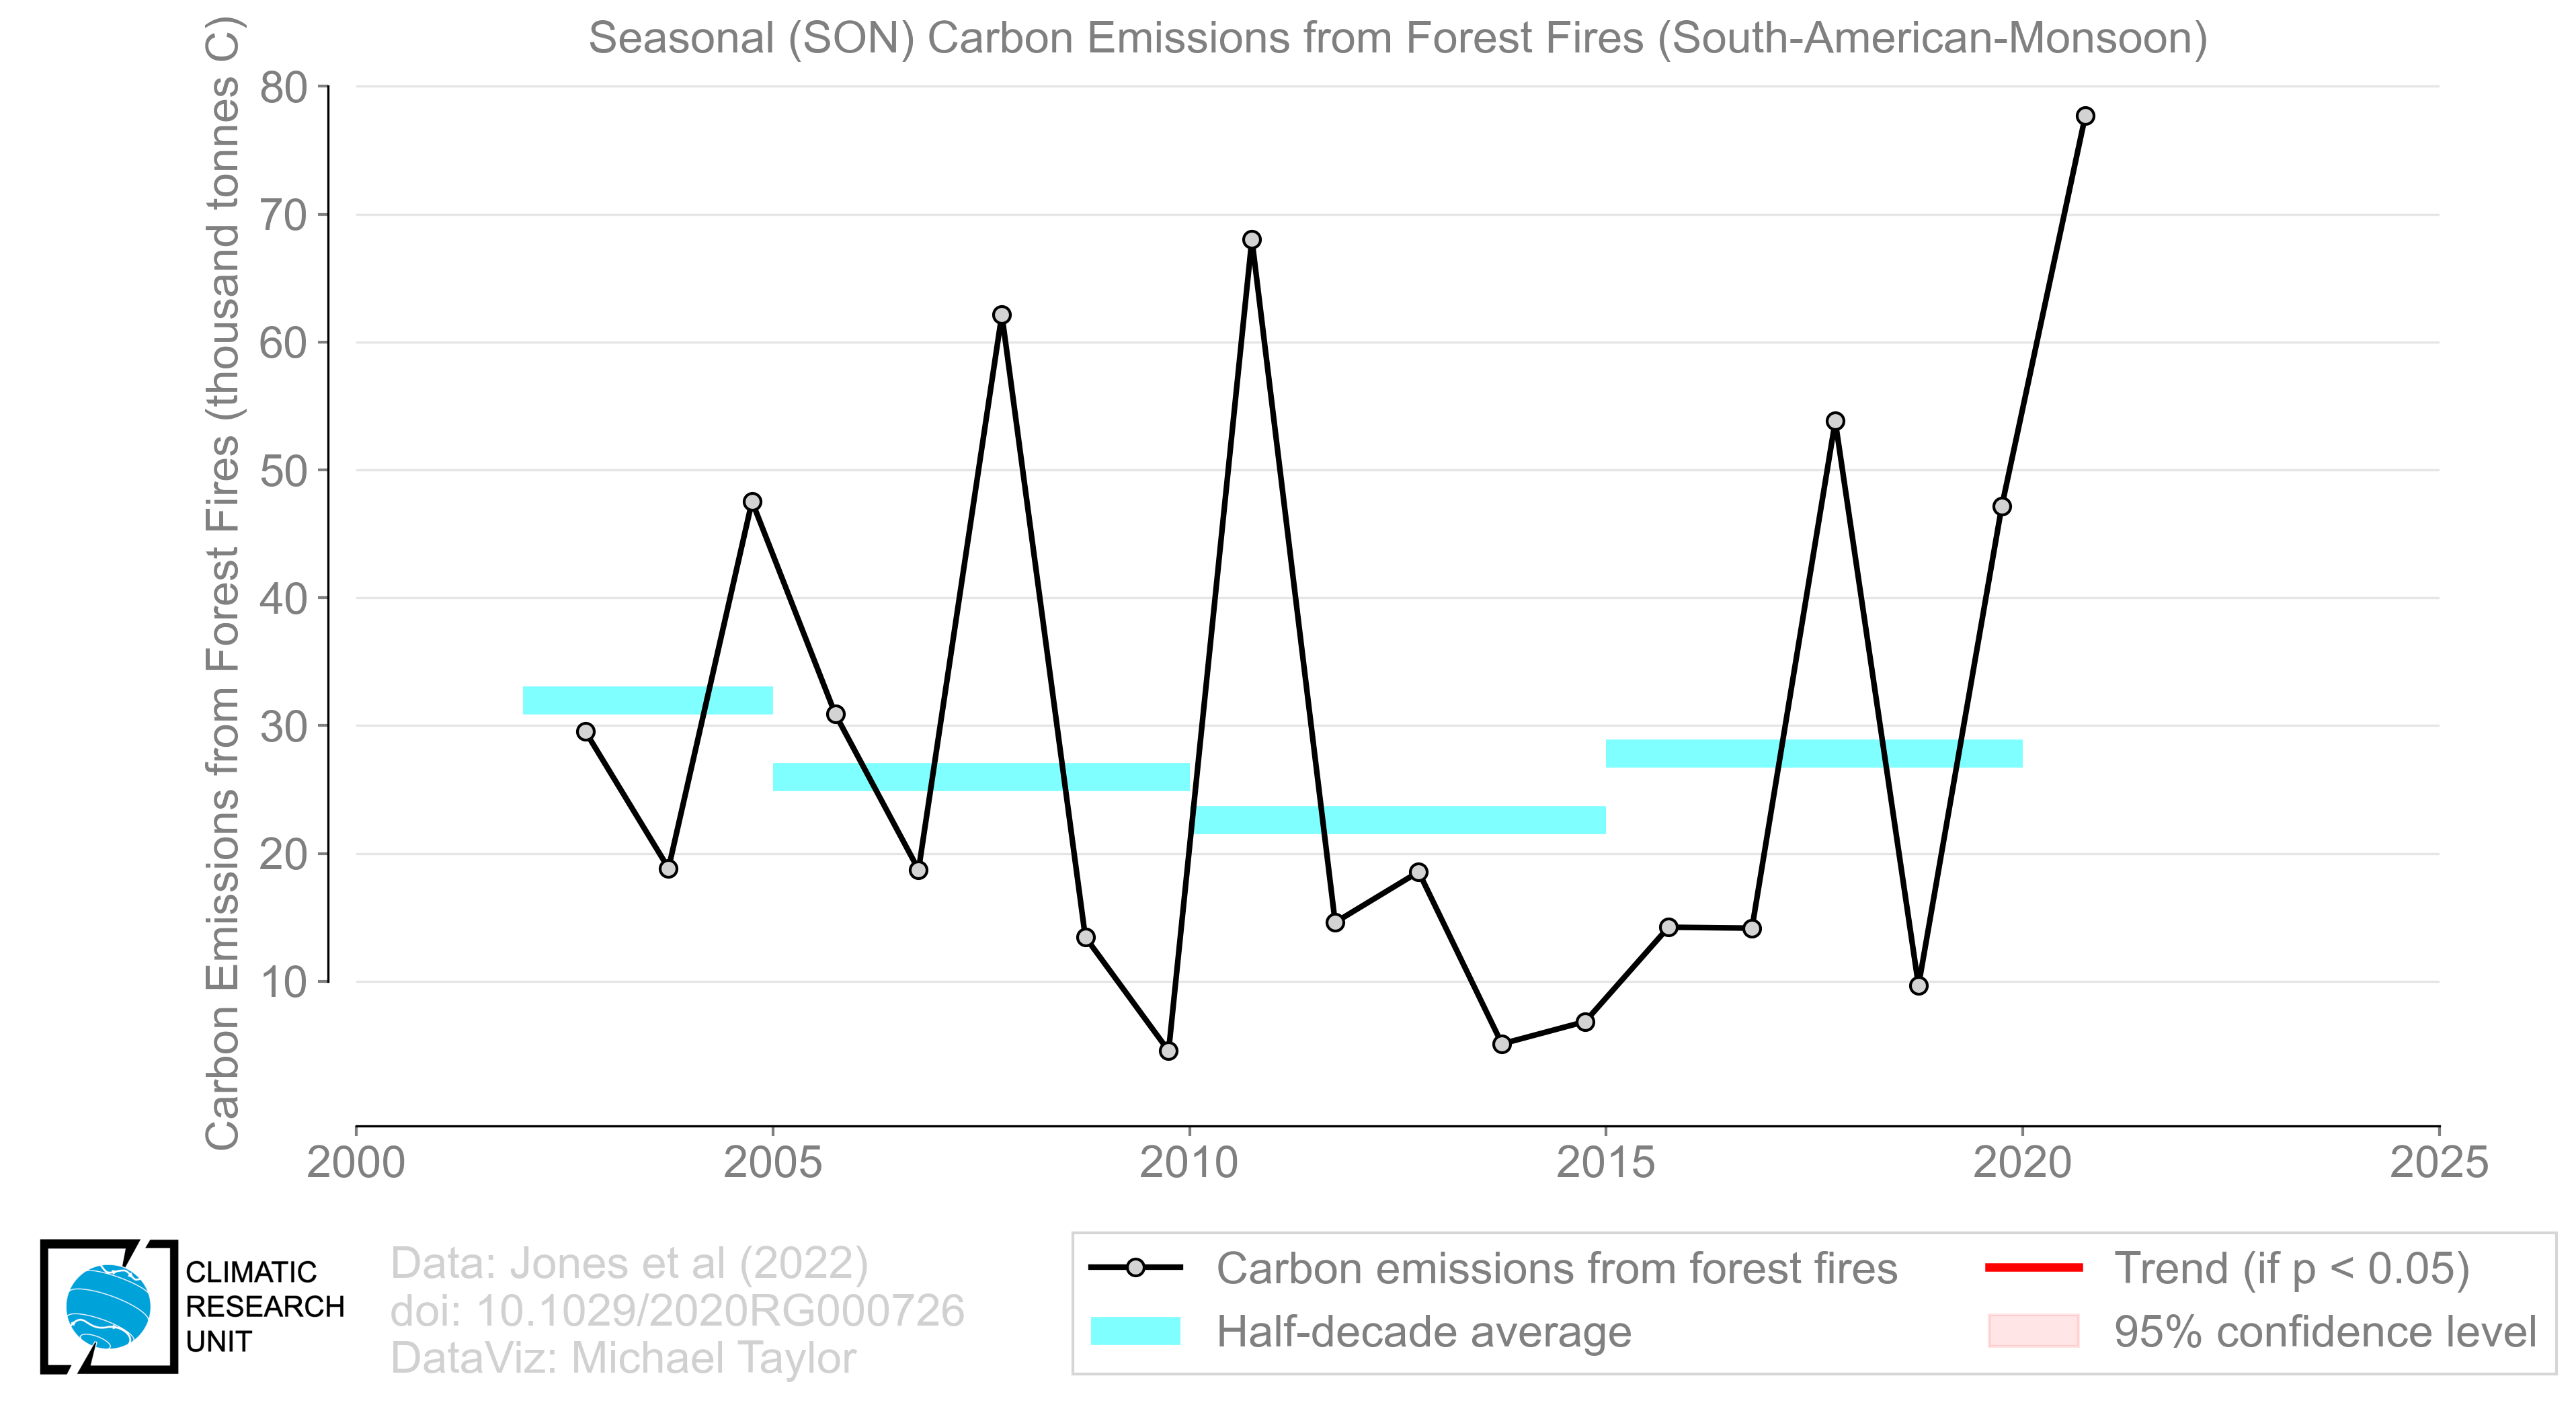 Seasonal (SON) Carbon Emissions from Forest Fires (South-American-Monsoon)
Carbon Emissions from Forest Fires (thousand tonnes C)
80
70
60
50
40
30
20
10
2000
2005
2010
2015
2020
2025
CLIMATIC
RESEARCH
UNIT
Data: Jones et al (2022)
doi: 10.1029/2020RG000726
DataViz: Michael Taylor
Carbon emissions from forest fires
Half-decade average
Trend (if p < 0.05)
95% confidence level